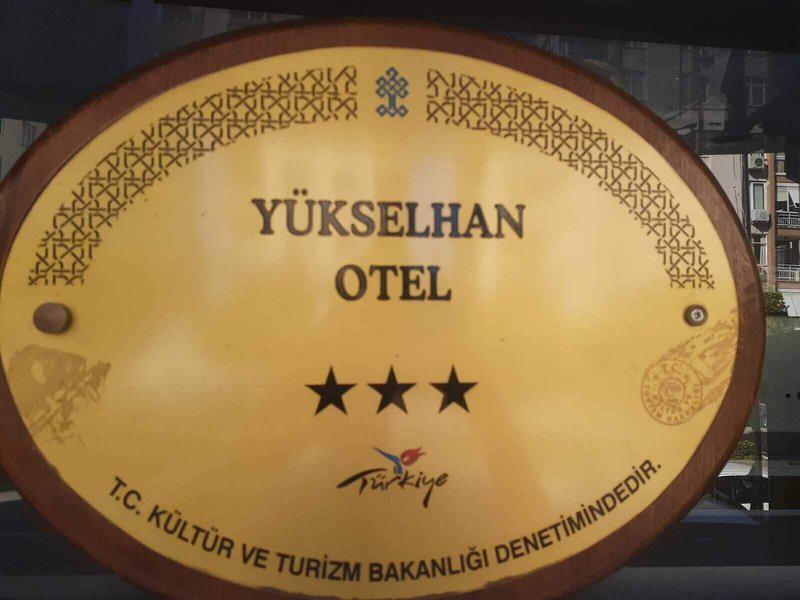 YÜKSELHAN
OTEL
Türkiye
T.C.
T.C. KÜLTÜR VE TURİZM BAKANLIĞI DENETİMİNDEDİR.